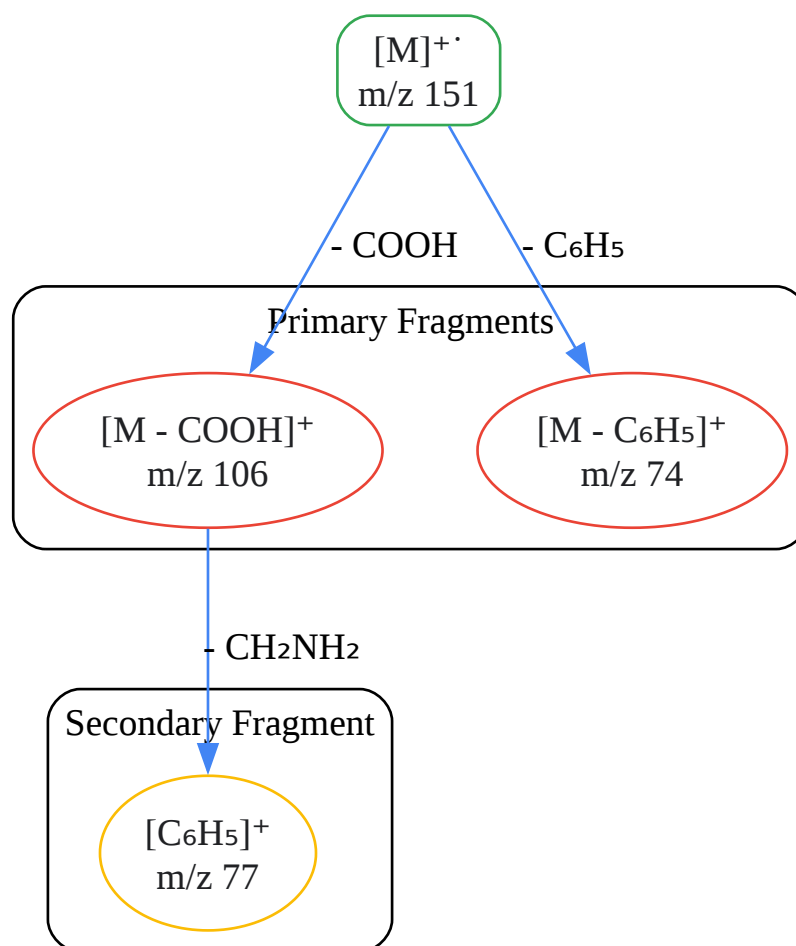 [M]⁺˙
m/z 151
- COOH
- C₆H₅
Primary Fragments
[M - COOH]⁺
m/z 106
[M - C₆H₅]⁺
m/z 74
- CH₂NH₂
Secondary Fragment
[C₆H₅]⁺
m/z 77